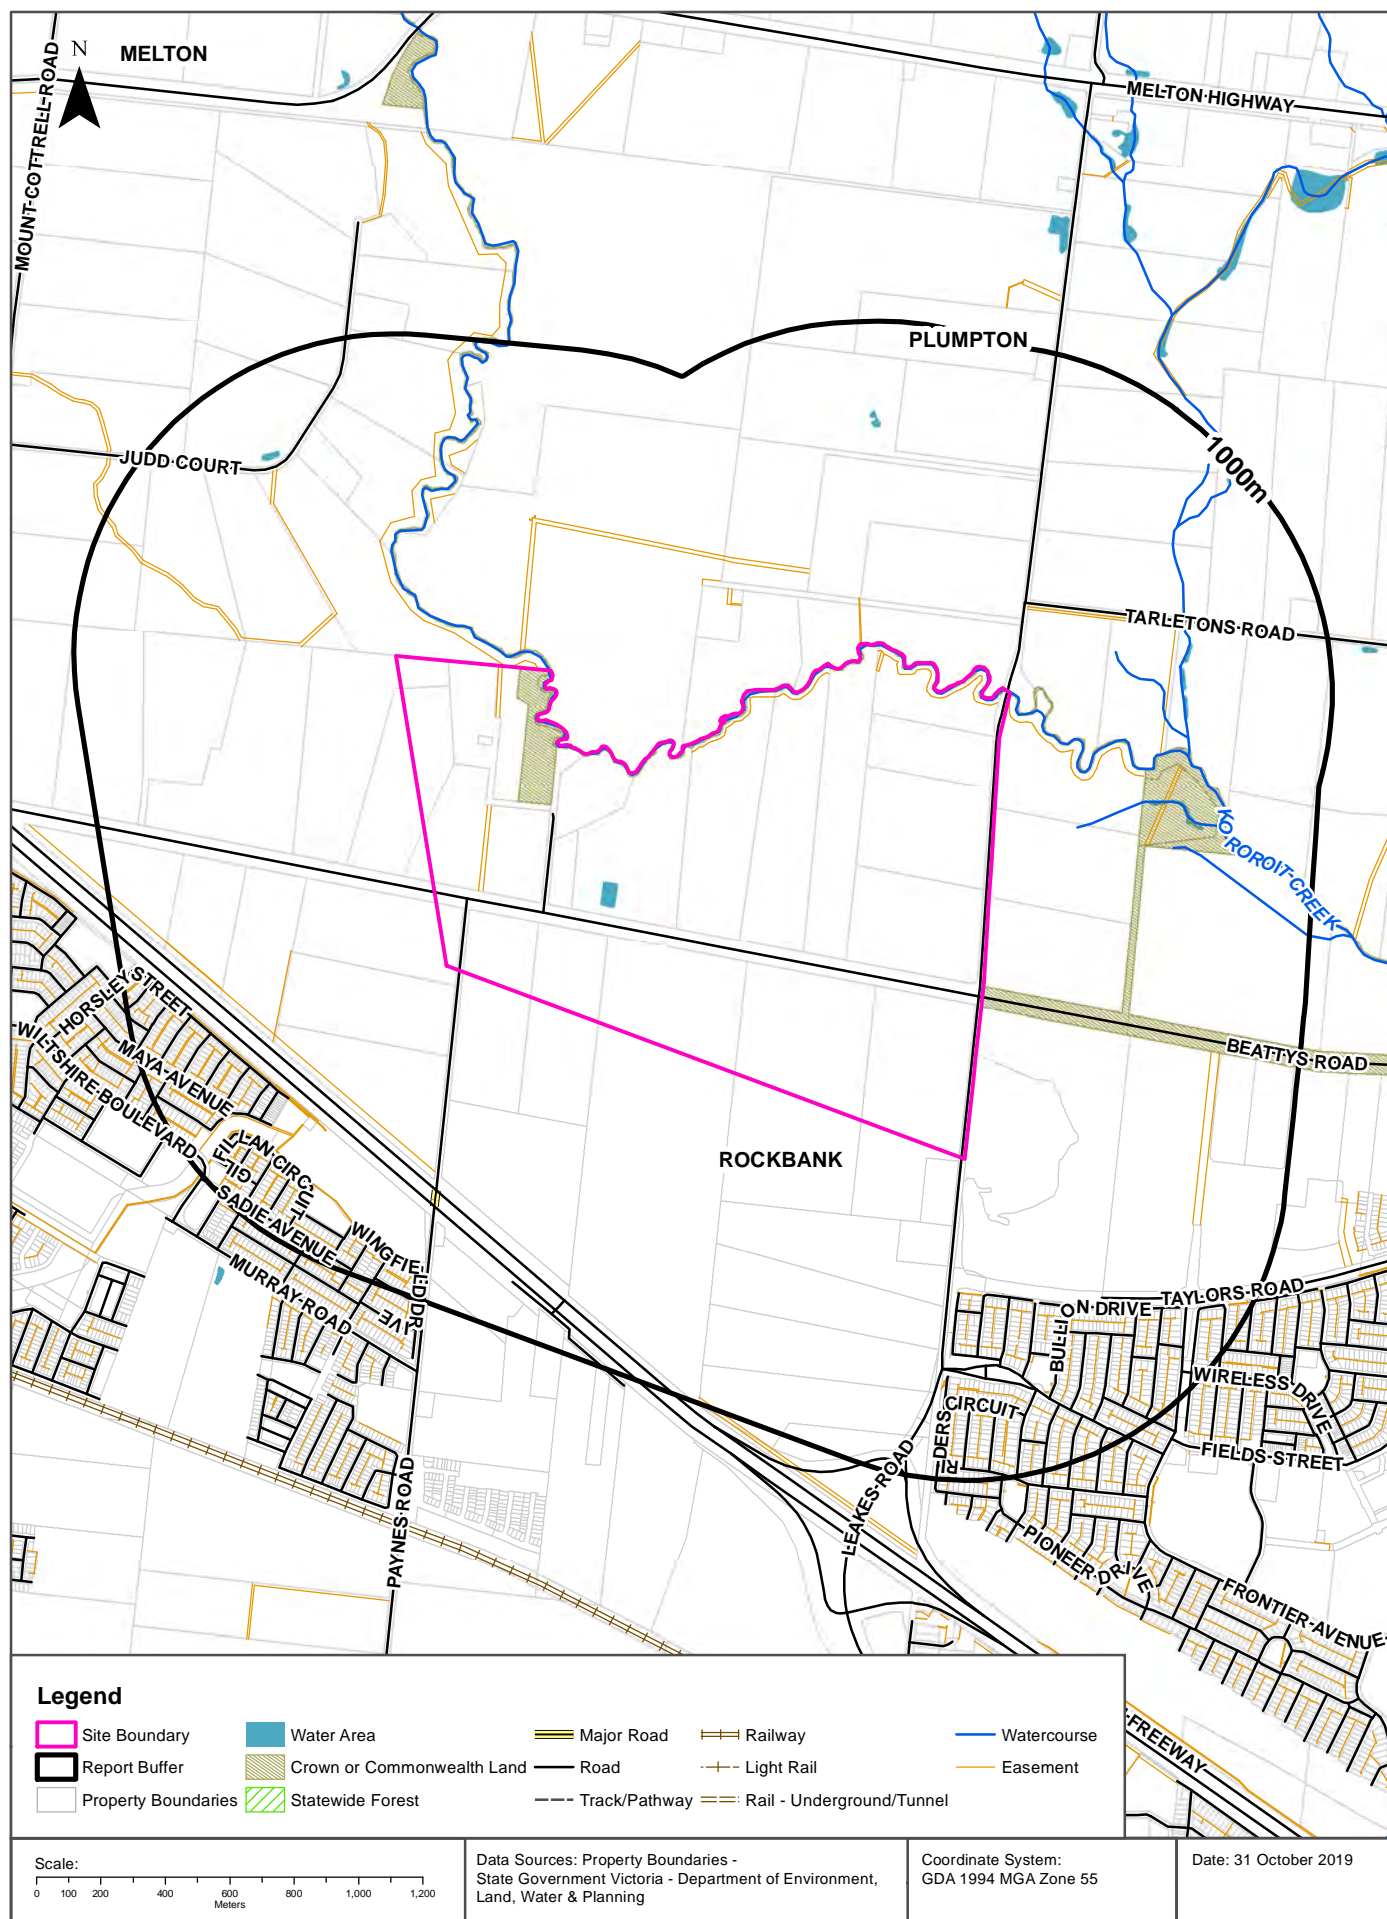 MELTON
N
MOUNT COTTRELL ROAD
MELTON HIGHWAY
PLUMPTON
1000m
JUDD COURT
TARLETONS ROAD
KOROROIT CREEK
BEATTYS ROAD
HORSLEY STREET
MAYA AVENUE
WILTSHIRE BOULEVARD
GILFILLAN CIRCUIT
SADIE AVENUE
WINGFIELD DRIVE
MURRAY ROAD
ROCKBANK
TAYLORS ROAD
BULLION DRIVE
WIRELESS DRIVE
RIDERS CIRCUIT
FIELDS STREET
LEAKES ROAD
PAYNES ROAD
PIONEER DRIVE
FRONTIER AVENUE
FREEWAY
Legend
Site Boundary
Water Area
Major Road
Railway
Watercourse
Report Buffer
Crown or Commonwealth Land
Road
Light Rail
Easement
Property Boundaries
Statewide Forest
Track/Pathway
Rail - Underground/Tunnel
Scale:
0 100 200 400 600 800 1,000 1,200
Meters
Data Sources: Property Boundaries -
State Government Victoria - Department of Environment,
Land, Water & Planning
Coordinate System:
GDA 1994 MGA Zone 55
Date: 31 October 2019